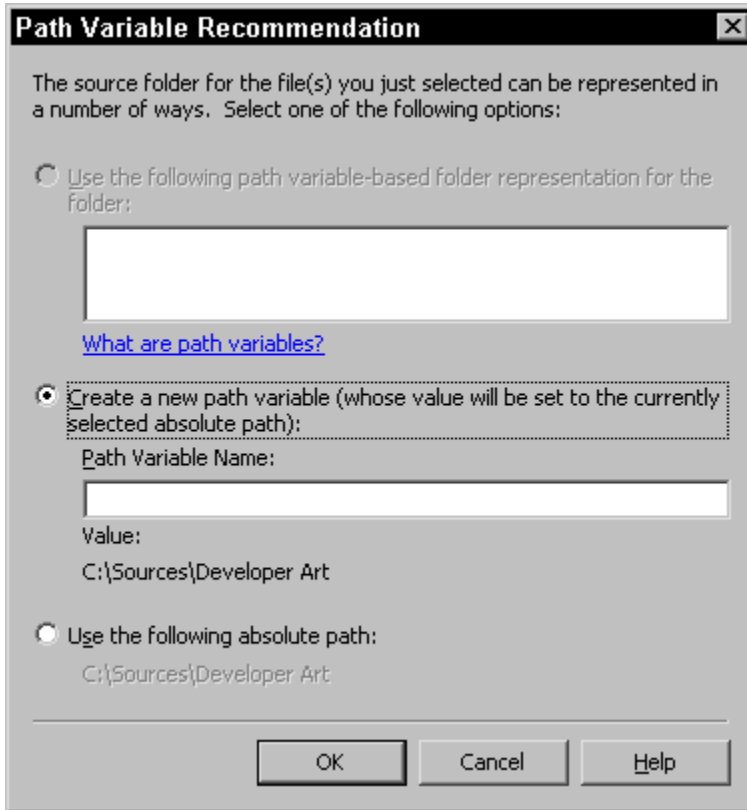 Path Variable Recommendation
The source folder for the file(s) you just selected can be represented in
a number of ways.  Select one of the following options:
Use the following path variable-based folder representation for the
folder:
What are path variables?
Create a new path variable (whose value will be set to the currently
selected absolute path):
Path Variable Name:
Value:
C:\Sources\Developer Art
Use the following absolute path:
C:\Sources\Developer Art
OK Cancel Help